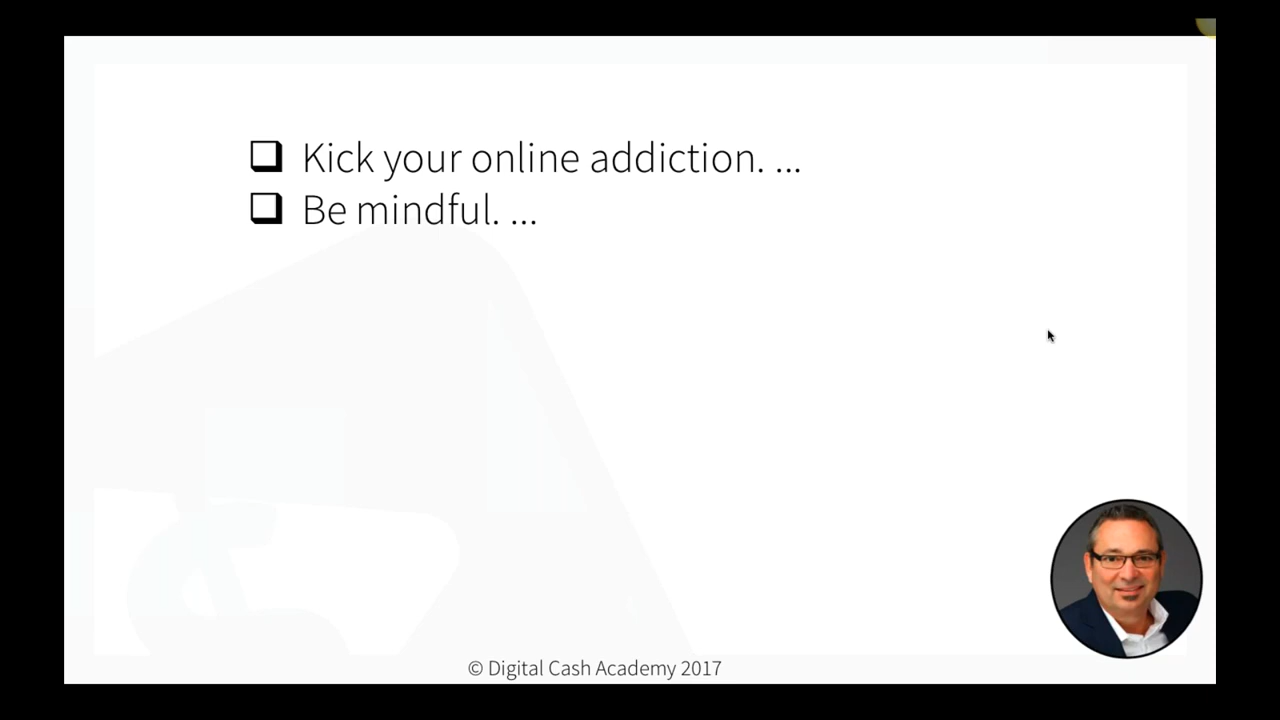 ❑ Kick your online addiction. ...
❑ Be mindful. ...
© Digital Cash Academy 2017